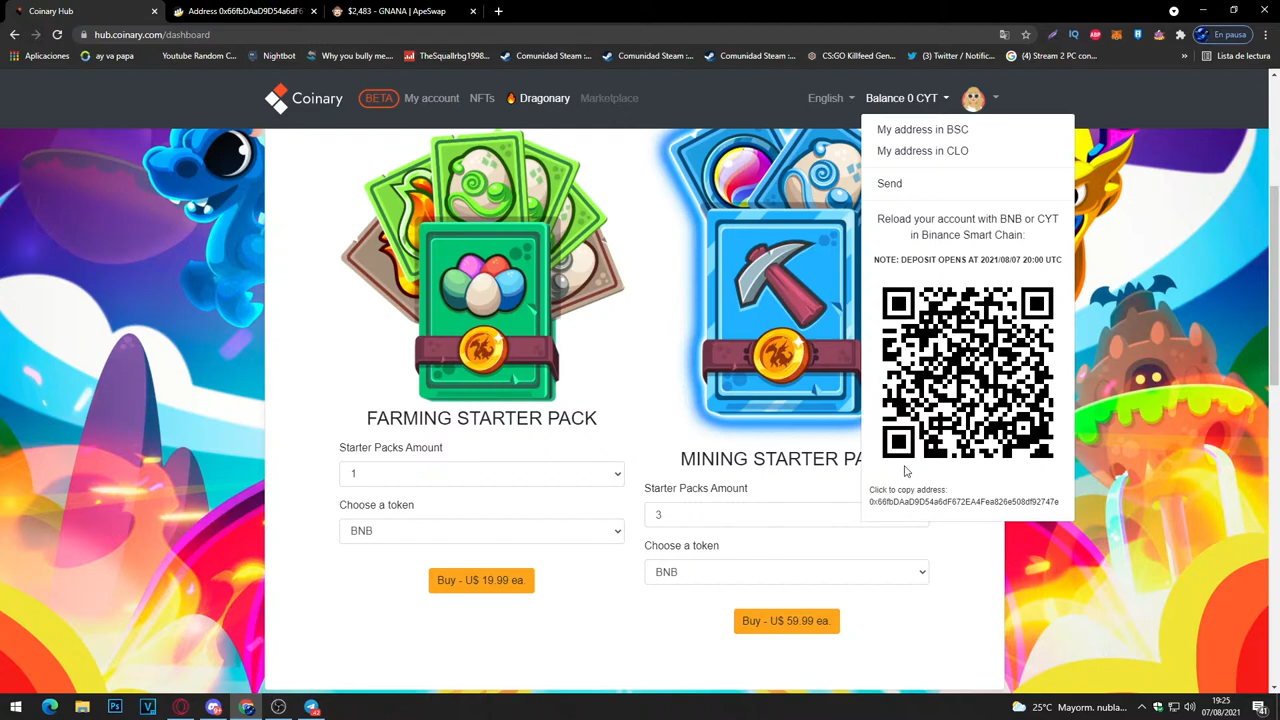 Coinary Hub
Address 0x66fbDAaD9D54a6dF6
$2,483 - GNANA | ApeSwap
hub.coinary.com/dashboard
En pausa
Aplicaciones
ay va papa
Youtube Random C...
Nightbot
Why you bully me...
TheSquallrbg1998...
Comunidad Steam :...
Comunidad Steam :...
Comunidad Steam :...
CS:GO Killfeed Gen...
(3) Twitter
(4) Stream 2 PC con...
Lista de lectura
Coinary
BETA
My account
NFTs
Dragonary
Marketplace
English
Balance 0 CYT
My address in BSC
My address in CLO
Send
Reload your account with BNB or CYT
in Binance Smart Chain:
NOTE: DEPOSIT OPENS AT 2021/08/07 20:00 UTC
Click to copy address:
0x66fbDAaD9D54a6dF672EA4Fea826e508df92747e
FARMING STARTER PACK
Starter Packs Amount
1
Choose a token
BNB
Buy - U$ 19.99 ea.
MINING STARTER PA
Starter Packs Amount
3
Choose a token
BNB
Buy - U$ 59.99 ea.
25°C Mayorm. nubla...
19:25
07/08/2021